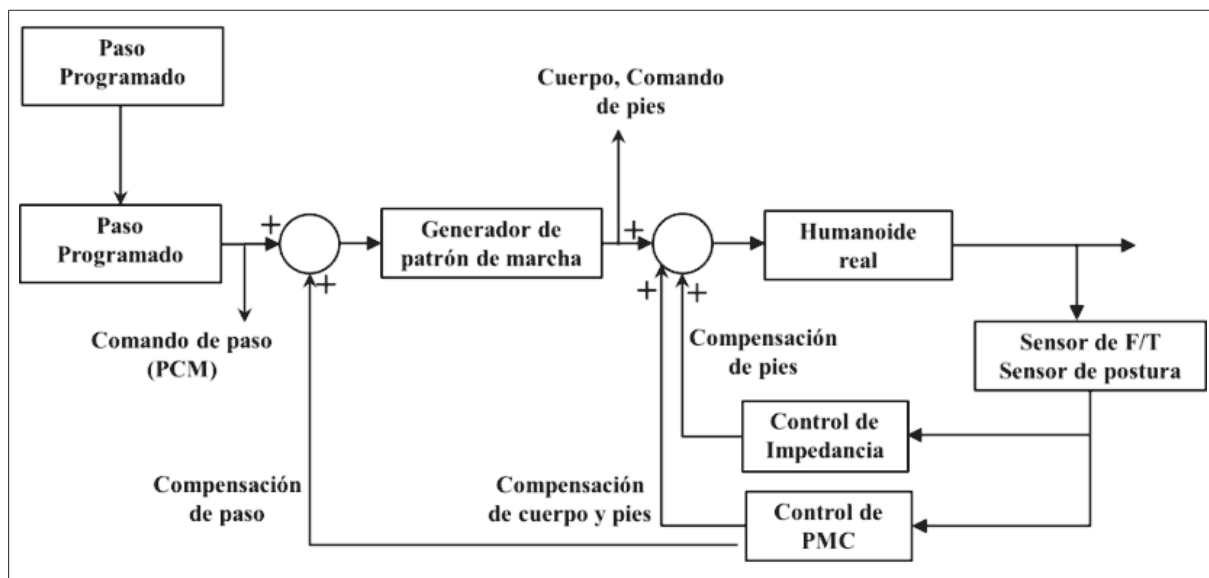 Paso
Programado
Cuerpo, Comando
de pies
Paso
Programado
+
Generador de
patrón de marcha
+
Humanoide
real
+
+
+
Comando de paso
(PCM)
Compensación
de pies
Sensor de F/T
Sensor de postura
Control de
Impedancia
Compensación
de paso
Compensación
de cuerpo y pies
Control de
PMC